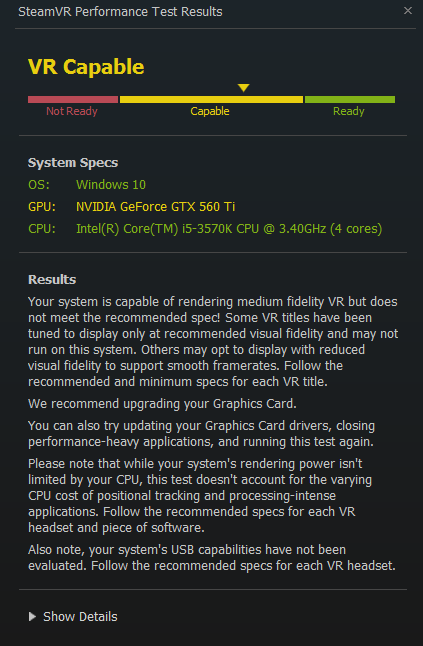 SteamVR Performance Test Results
VR Capable
Not Ready Capable Ready
System Specs
OS: Windows 10
GPU: NVIDIA GeForce GTX 560 Ti
CPU: Intel(R) Core(TM) i5-3570K CPU @ 3.40GHz (4 cores)
Results
Your system is capable of rendering medium fidelity VR but does
not meet the recommended spec! Some VR titles have been
tuned to display only at recommended visual fidelity and may not
run on this system. Others may opt to display with reduced
visual fidelity to support smooth framerates. Follow the
recommended and minimum specs for each VR title.
We recommend upgrading your Graphics Card.
You can also try updating your Graphics Card drivers, closing
performance-heavy applications, and running this test again.
Please note that while your system's rendering power isn't
limited by your CPU, this test doesn't account for the varying
CPU cost of positional tracking and processing-intense
applications. Follow the recommended specs for each VR
headset and piece of software.
Also note, your system's USB capabilities have not been
evaluated. Follow the recommended specs for each VR headset.
Show Details